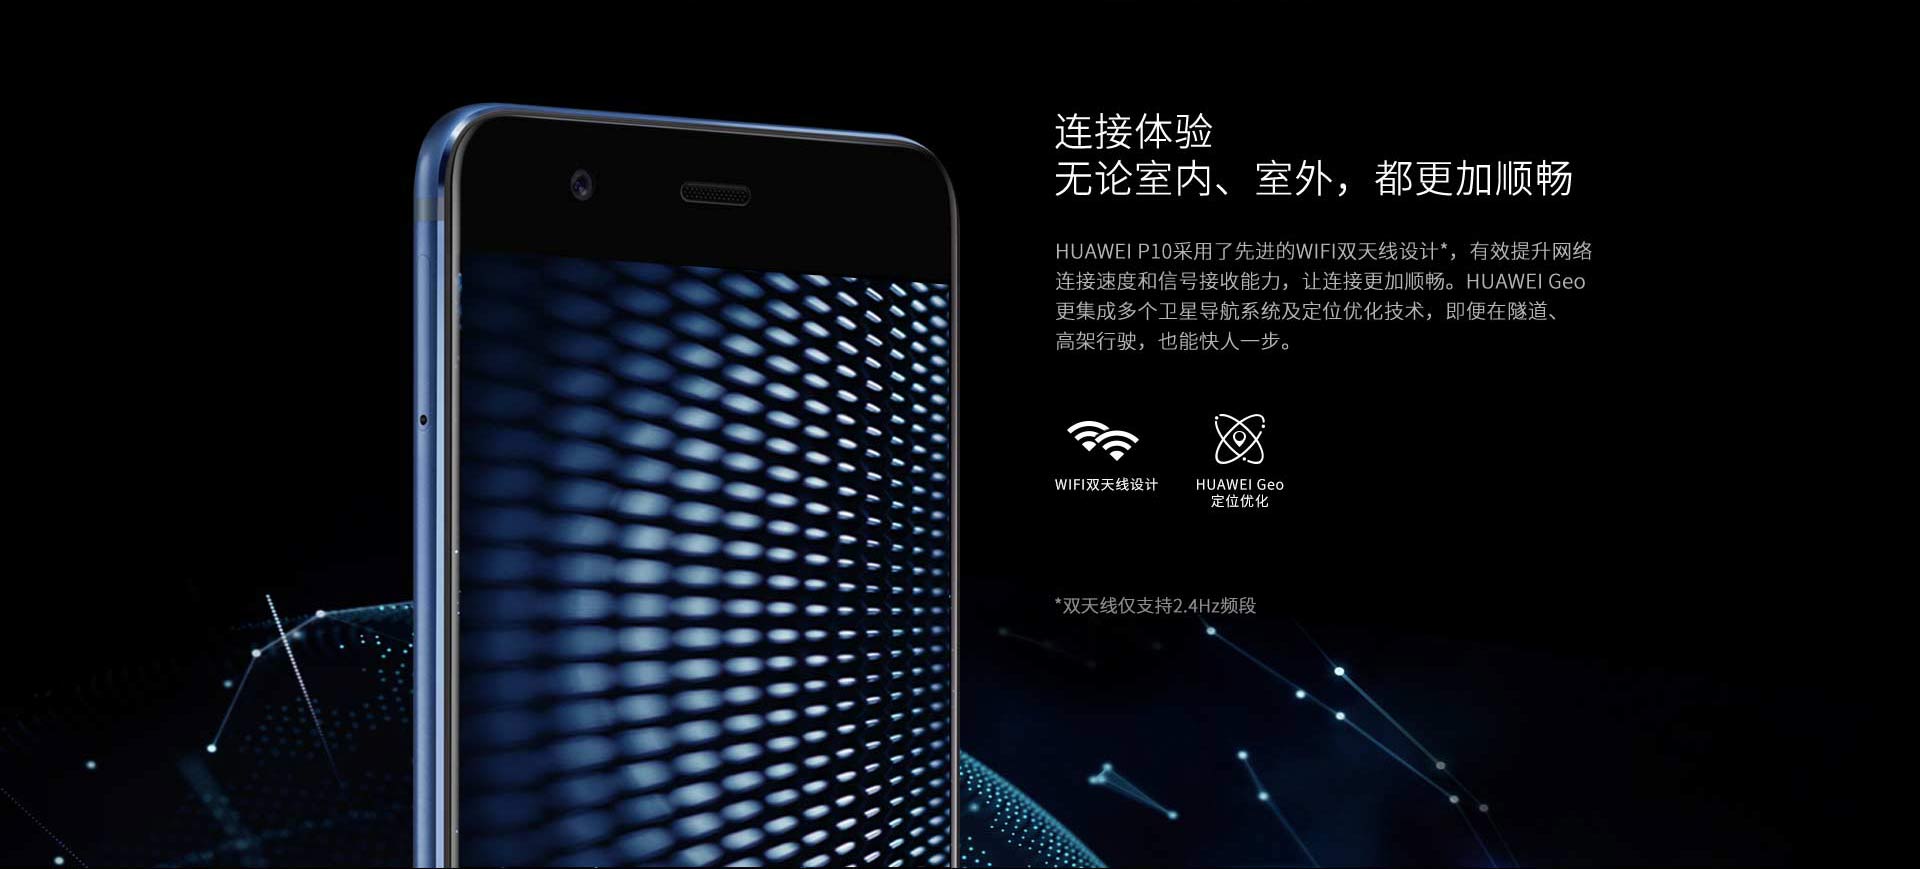 连接体验
无论室内、室外，都更加顺畅
HUAWEI P10采用了先进的WIFI双天线设计*，有效提升网络
连接速度和信号接收能力，让连接更加顺畅。HUAWEI Geo
更集成多个卫星导航系统及定位优化技术，即便在隧道、
高架行驶，也能快人一步。
WIFI双天线设计
HUAWEI Geo
定位优化
*双天线仅支持2.4Hz频段